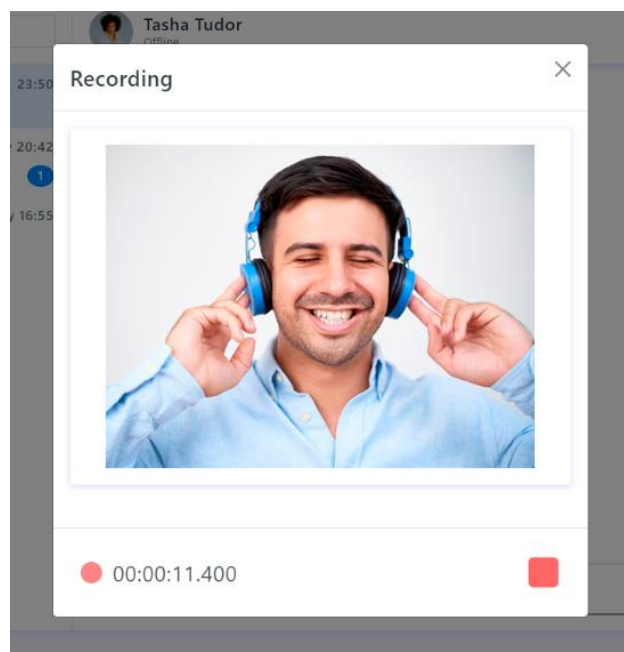 Tasha Tudor
Offline
Recording
23:50
20:42
1
y 16:55
00:00:11.400